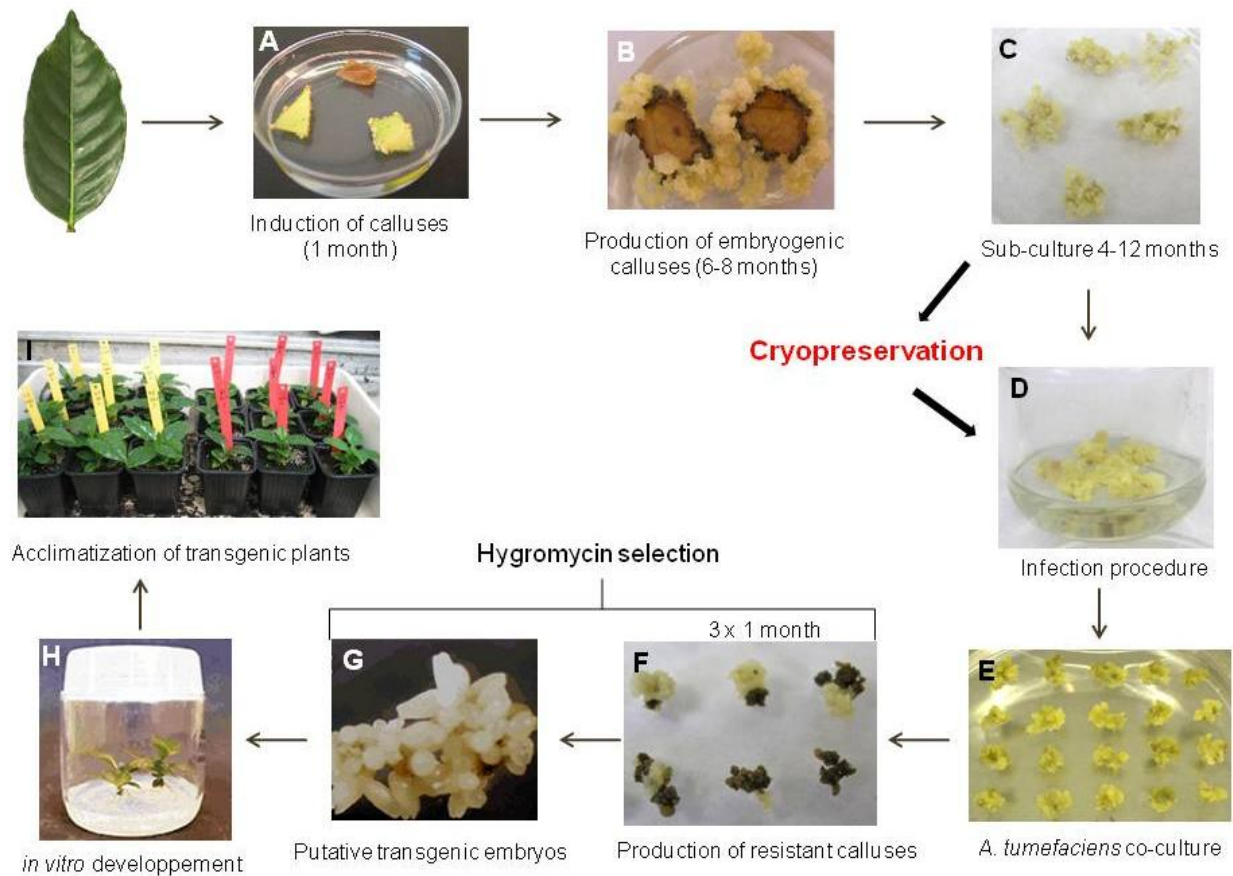 A
Induction of calluses
(1 month)
B
Production of embryogenic
calluses (6-8 months)
C
Sub-culture 4-12 months
Cryopreservation
D
Infection procedure
E
A. tumefaciens co-culture
Hygromycin selection
3 x 1 month
F
Production of resistant calluses
G
Putative transgenic embryos
H
in vitro developpement
I
Acclimatization of transgenic plants